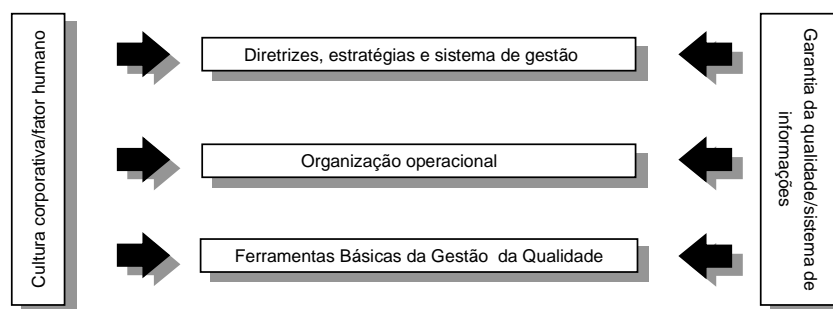 Cultura corporativa/fator humano
Diretrizes, estratégias e sistema de gestão
Organização operacional
Ferramentas Básicas da Gestão da Qualidade
Garantia da qualidade/sistema de
informações